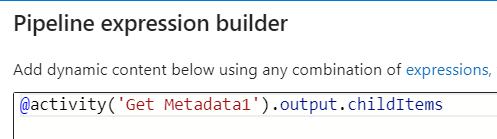 Pipeline expression builder
Add dynamic content below using any combination of expressions,
@activity('Get Metadata1').output.childItems